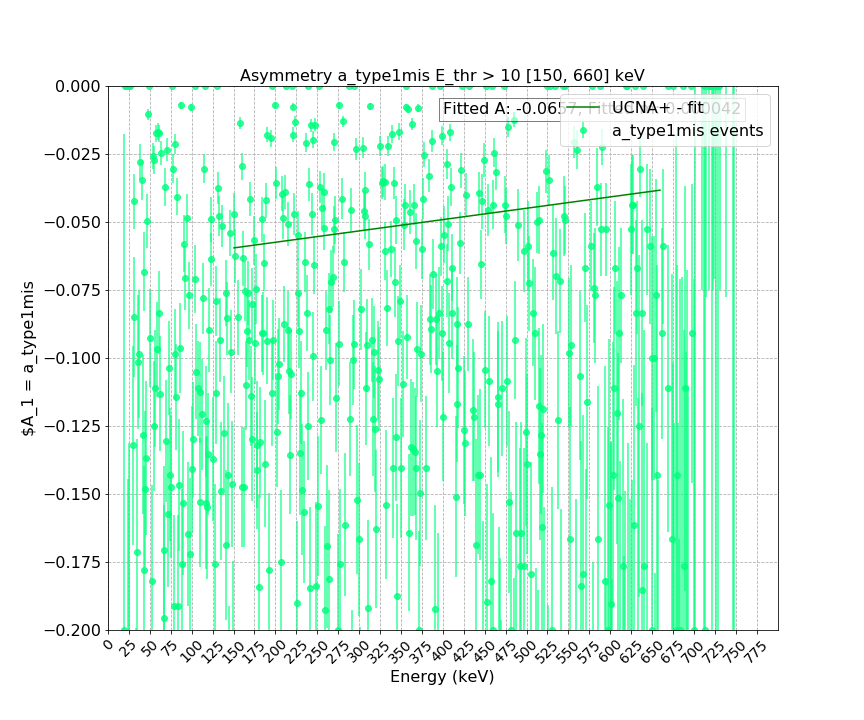 Asymmetry a_type1mis E_thr > 10 [150, 660] keV
Fitted A: -0.0657, Fitted
UCNA+ - fit
a_type1mis events
$A_1 = a_type1mis
0.000
−0.025
−0.050
−0.075
−0.100
−0.125
−0.150
−0.175
−0.200
0 25 50 75 100 125 150 175 200 225 250 275 300 325 350 375 400 425 450 475 500 525 550 575 600 625 650 675 700 725 750 775
Energy (keV)